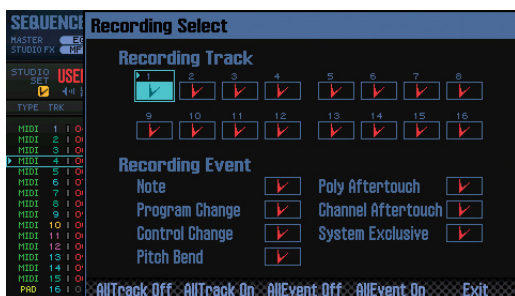 SEQUENCE
MASTER
STUDIO FX
STUDIO SET USE
TYPE TRK
MIDI 1
MIDI 2
MIDI 3
MIDI 4
MIDI 5
MIDI 6
MIDI 7
MIDI 8
MIDI 9
MIDI 10
MIDI 11
MIDI 12
MIDI 13
MIDI 14
MIDI 15
PAD 16
Recording Select
Recording Track
1 2 3 4 5 6 7 8
9 10 11 12 13 14 15 16
Recording Event
Note Poly Aftertouch
Program Change Channel Aftertouch
Control Change System Exclusive
Pitch Bend
AllTrack Off AllTrack On AllEvent Off AllEvent On Exit